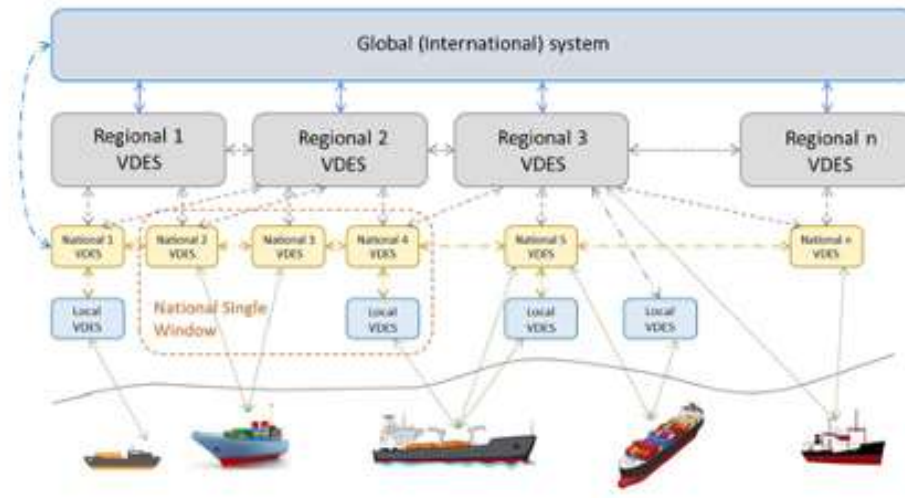 Global (International) system
Regional 1
VDES
Regional 2
VDES
Regional 3
VDES
Regional n
VDES
National 1
VDES
National 2
VDES
National 3
VDES
National 4
VDES
National 5
VDES
National n
VDES
Local
VDES
National Single
Window
Local
VDES
Local
VDES
Local
VDES